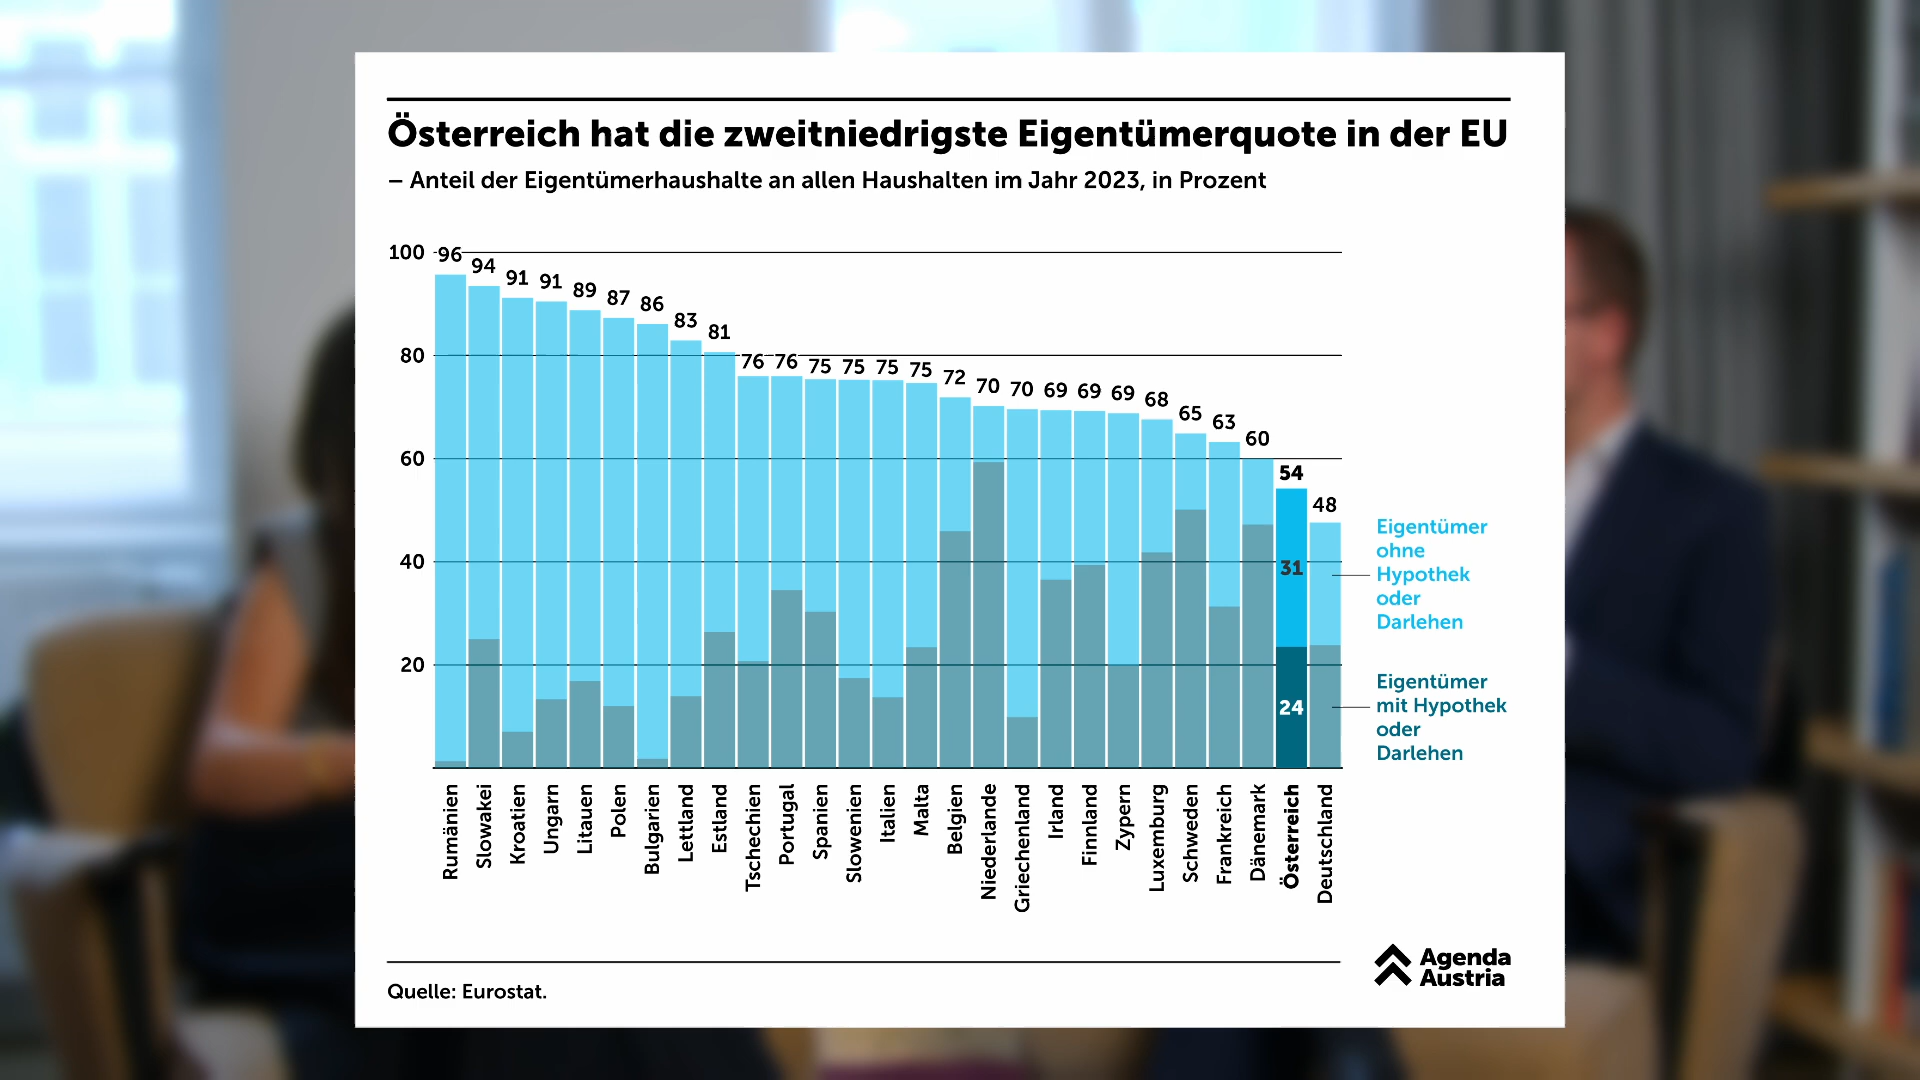 Österreich hat die zweitniedrigste Eigentümerquote in der EU
– Anteil der Eigentümerhaushalte an allen Haushalten im Jahr 2023, in Prozent
100
80
60
40
20
96
94
91
91
89
87
86
83
81
76
76
75
75
75
75
72
70
70
69
69
69
68
65
63
60
54
48
31
24
Eigentümer
ohne
Hypothek
oder
Darlehen
Eigentümer
mit Hypothek
oder
Darlehen
Rumänien
Slowakei
Kroatien
Ungarn
Litauen
Polen
Bulgarien
Lettland
Estland
Tschechien
Portugal
Spanien
Slowenien
Italien
Malta
Belgien
Niederlande
Griechenland
Irland
Finnland
Zypern
Luxemburg
Schweden
Frankreich
Dänemark
Österreich
Deutschland
Quelle: Eurostat.
Agenda
Austria